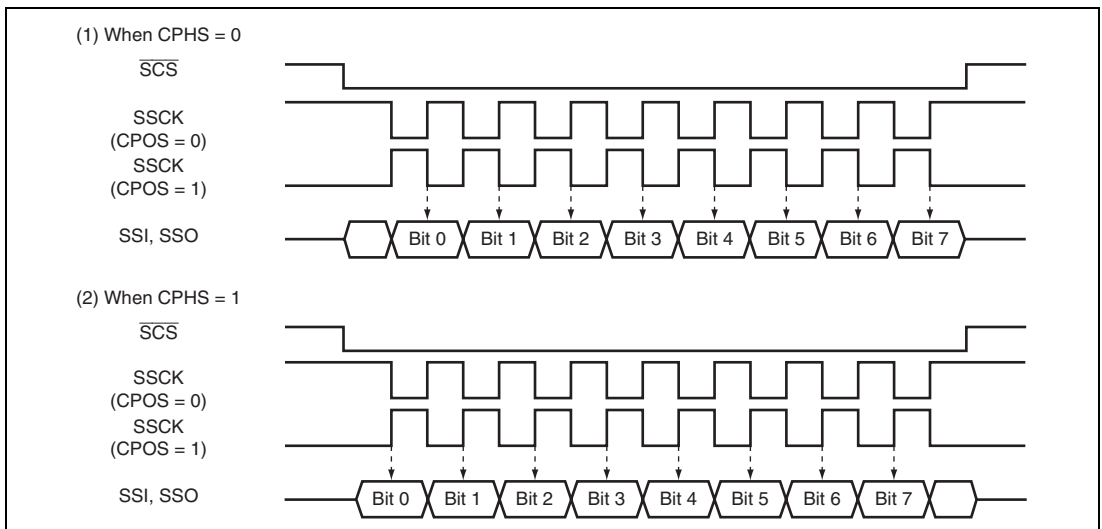 (1) When CPHS = 0
SCS
SSCK
(CPOS = 0)
SSCK
(CPOS = 1)
SSI, SSO
Bit 0 Bit 1 Bit 2 Bit 3 Bit 4 Bit 5 Bit 6 Bit 7
(2) When CPHS = 1
SCS
SSCK
(CPOS = 0)
SSCK
(CPOS = 1)
SSI, SSO
Bit 0 Bit 1 Bit 2 Bit 3 Bit 4 Bit 5 Bit 6 Bit 7